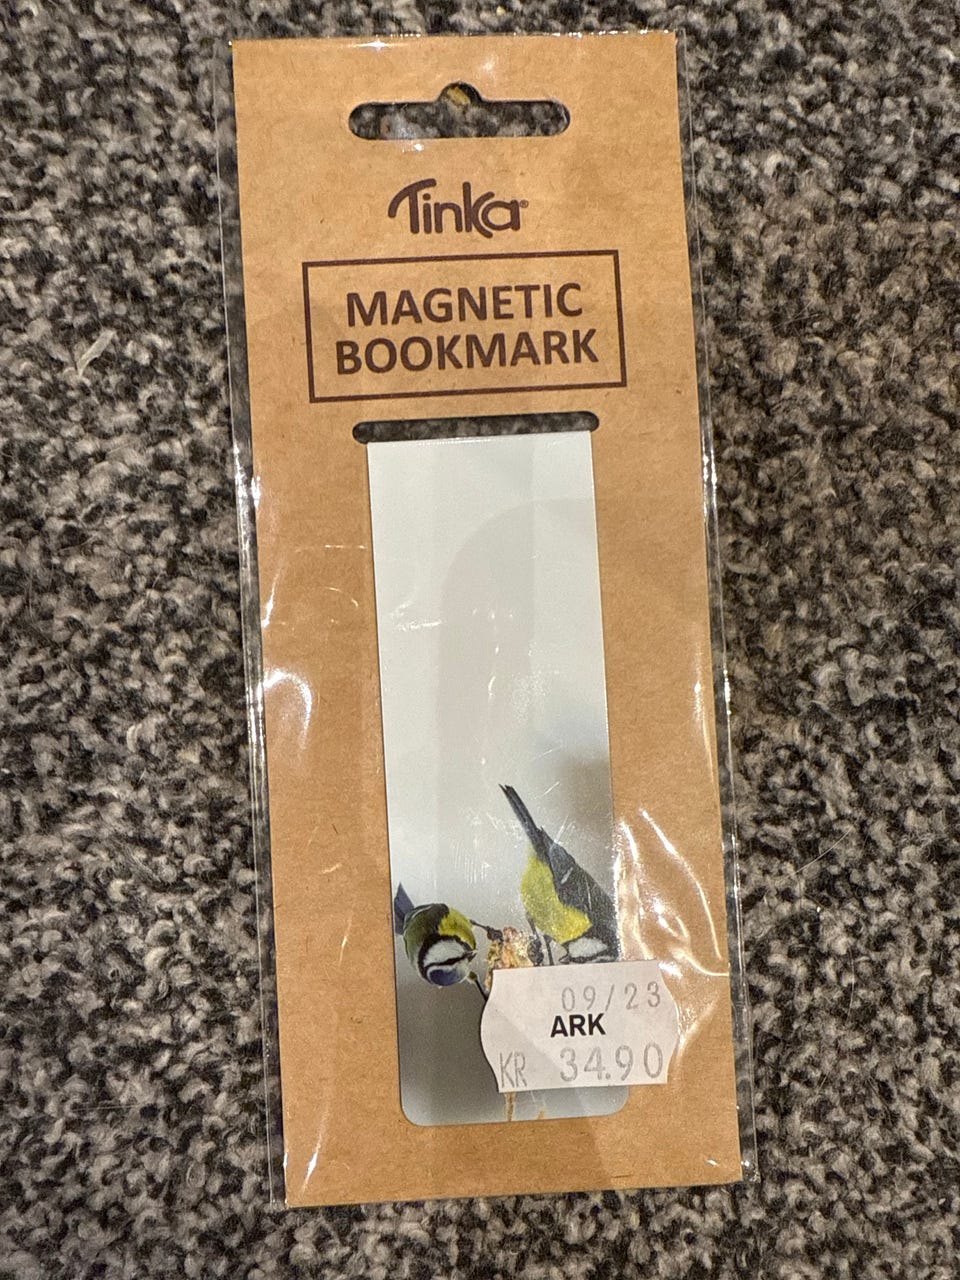 Tinka®
MAGNETIC
BOOKMARK
09/23
ARK
KR 34.90